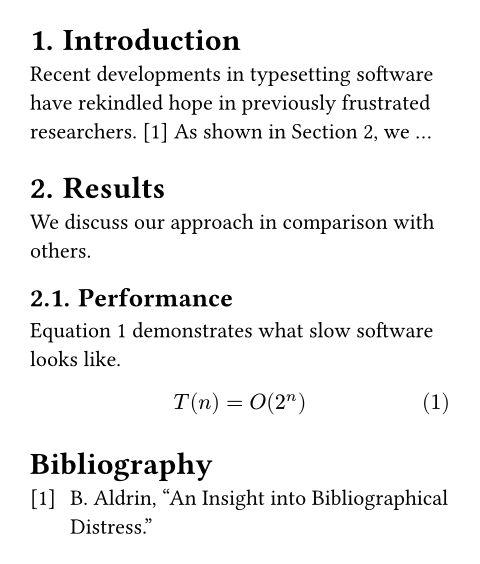 1. Introduction
Recent developments in typesetting software
have rekindled hope in previously frustrated
researchers. [1] As shown in Section 2, we …
2. Results
We discuss our approach in comparison with
others.
2.1. Performance
Equation 1 demonstrates what slow software
looks like.
T(n) = O(2ⁿ) (1)
Bibliography
[1] B. Aldrin, “An Insight into Bibliographical
Distress.”